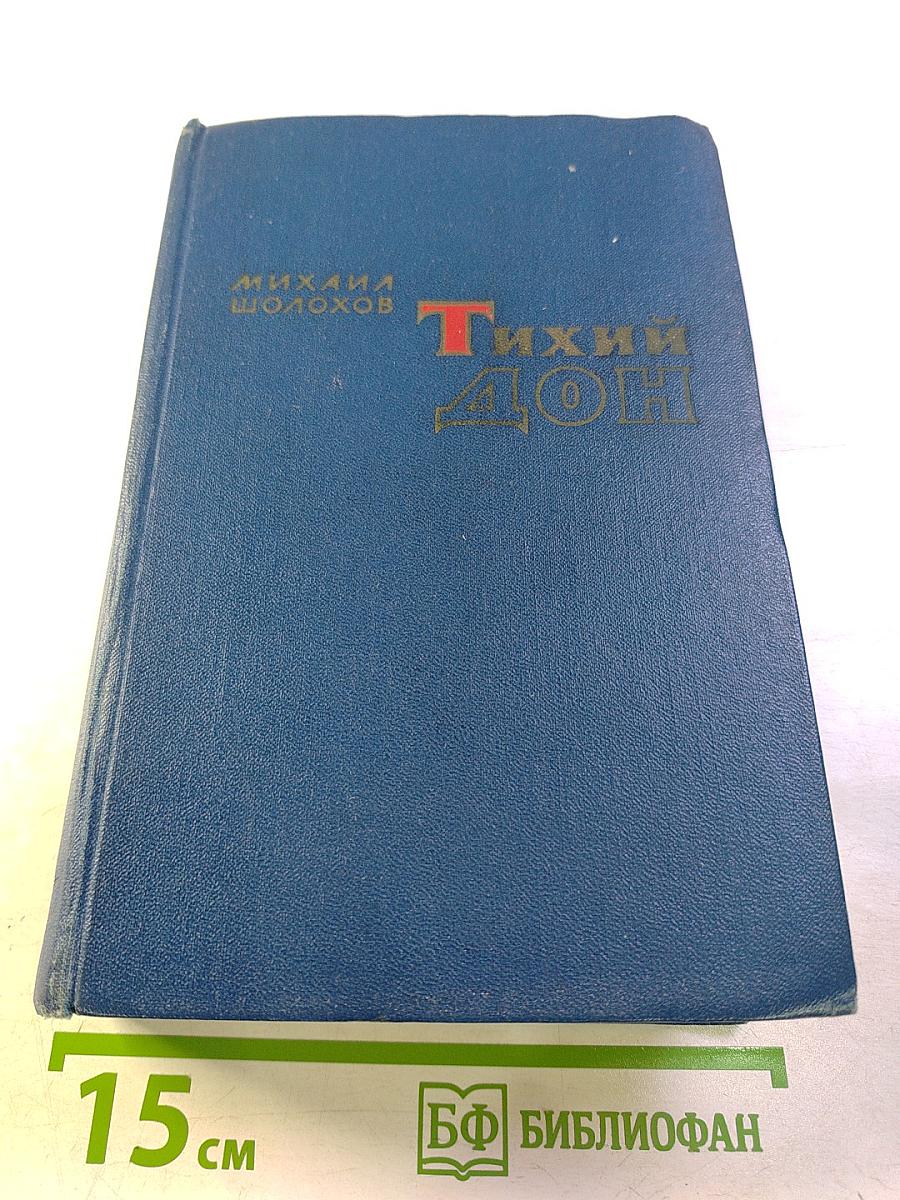 МИХАИЛ
ШОЛОХОВ
Тихий
ДОН
15 см
БФ БИБЛИОФАН